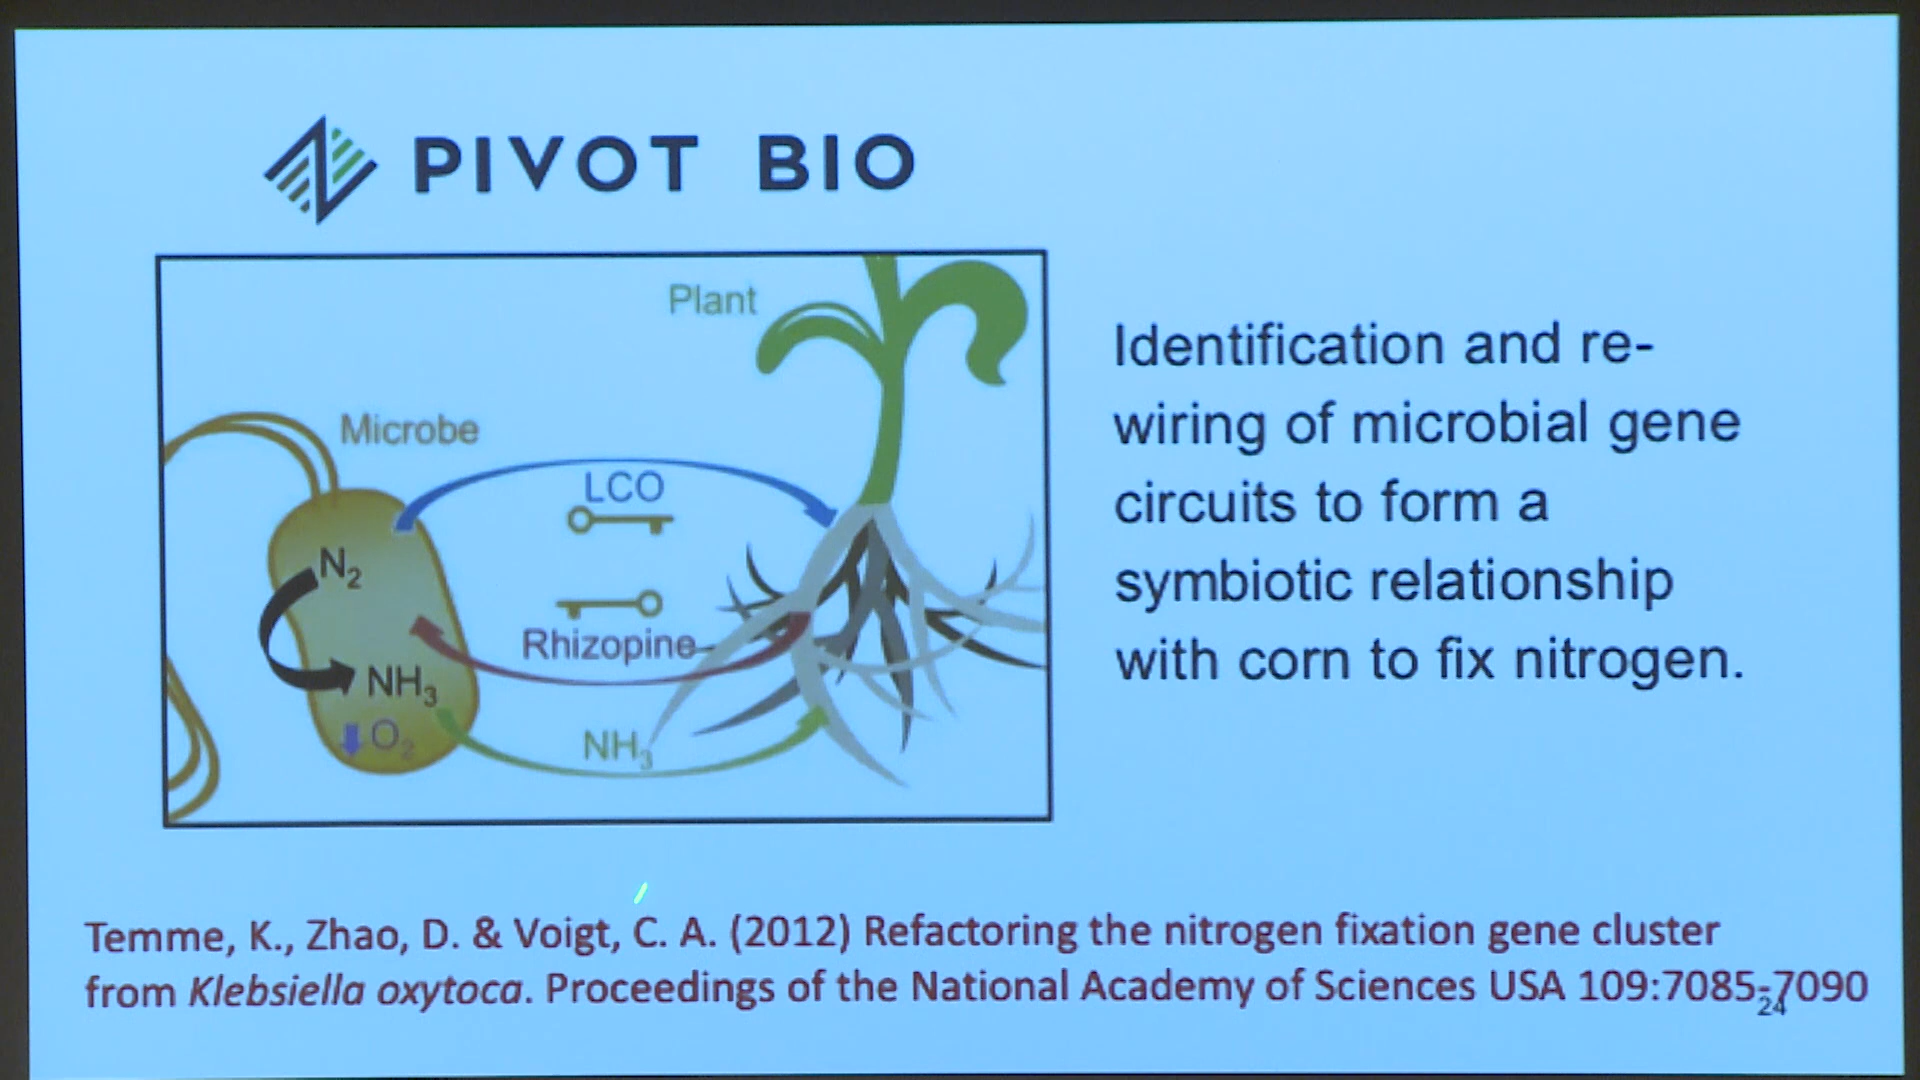 PIVOT BIO
Plant
Microbe
LCO
N₂
Rhizopine
NH₃
O₂
NH₃
Identification and re-
wiring of microbial gene
circuits to form a
symbiotic relationship
with corn to fix nitrogen.
Temme, K., Zhao, D. & Voigt, C. A. (2012) Refactoring the nitrogen fixation gene cluster
from Klebsiella oxytoca. Proceedings of the National Academy of Sciences USA 109:7085-7090
24